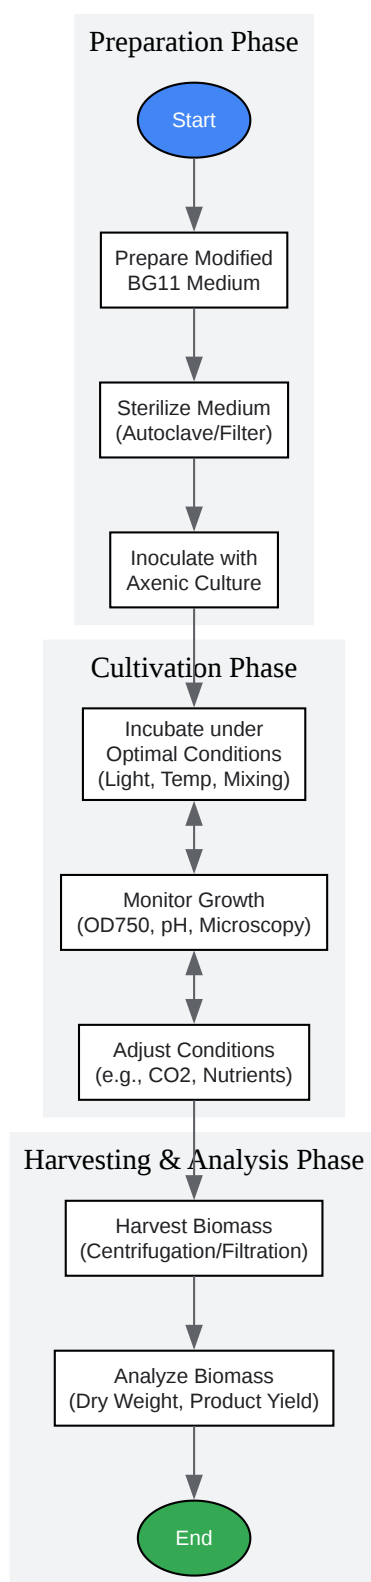 Preparation Phase
Start
Prepare Modified
BG11 Medium
Sterilize Medium
(Autoclave/Filter)
Inoculate with
Axenic Culture
Cultivation Phase
Incubate under
Optimal Conditions
(Light, Temp, Mixing)
Monitor Growth
(OD750, pH, Microscopy)
Adjust Conditions
(e.g., CO2, Nutrients)
Harvesting & Analysis Phase
Harvest Biomass
(Centrifugation/Filtration)
Analyze Biomass
(Dry Weight, Product Yield)
End